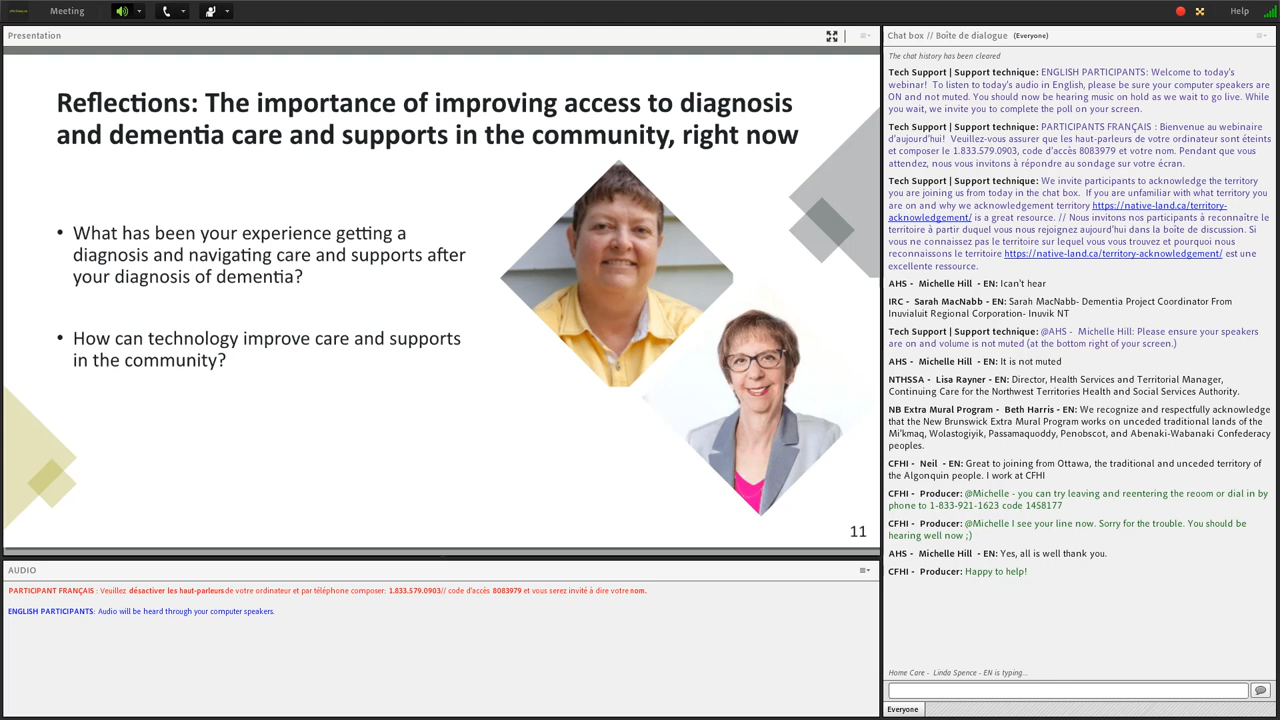 Meeting
Help
Presentation
Reflections: The importance of improving access to diagnosis
and dementia care and supports in the community, right now
• What has been your experience getting a
diagnosis and navigating care and supports after
your diagnosis of dementia?
• How can technology improve care and supports
in the community?
11
AUDIO
PARTICIPANT FRANÇAIS : Veuillez désactiver les haut-parleurs de votre ordinateur et par téléphone composer: 1.833.579.0903// code d'accès 8083979 et vous serez invité à dire votre nom.
ENGLISH PARTICIPANTS: Audio will be heard through your computer speakers.
Chat box // Boîte de dialogue (Everyone)
The chat history has been cleared
Tech Support | Support technique: ENGLISH PARTICIPANTS: Welcome to today's
webinar! To listen to today's audio in English, please be sure your computer speakers are
ON and not muted. You should now be hearing music on hold as we wait to go live. While
you wait, we invite you to complete the poll on your screen.
Tech Support | Support technique: PARTICIPANTS FRANÇAIS : Bienvenue au webinaire
d'aujourd'hui! Veuillez-vous assurer que les haut-parleurs de votre ordinateur sont éteints
et composer le 1.833.579.0903, code d'accès 8083979 et votre nom. Pendant que vous
attendez, nous vous invitons à répondre au sondage sur votre écran.
Tech Support | Support technique: We invite participants to acknowledge the territory
you are joining us from today in the chat box. If you are unfamiliar with what territory you
are on and why we acknowledgement territory https://native-land.ca/territory-
acknowledgement/ is a great resource. // Nous invitons nos participants à reconnaître le
territoire à partir duquel vous nous rejoignez aujourd'hui dans la boîte de discussion. Si
vous ne connaissez pas le territoire sur lequel vous vous trouvez et pourquoi nous
reconnaissons le territoire https://native-land.ca/territory-acknowledgement/ est une
excellente ressource.
AHS - Michelle Hill - EN: Ican't hear
IRC - Sarah MacNabb - EN: Sarah MacNabb- Dementia Project Coordinator From
Inuvialuit Regional Corporation- Inuvik NT
Tech Support | Support technique: @AHS - Michelle Hill: Please ensure your speakers
are on and volume is not muted (at the bottom right of your screen.)
AHS - Michelle Hill - EN: It is not muted
NTHSSA - Lisa Rayner - EN: Director, Health Services and Territorial Manager,
Continuing Care for the Northwest Territories Health and Social Services Authority.
NB Extra Mural Program - Beth Harris - EN: We recognize and respectfully acknowledge
that the New Brunswick Extra Mural Program works on unceded traditional lands of the
Mi'kmaq, Wolastogiyik, Passamaquoddy, Penobscot, and Abenaki-Wabanaki Confederacy
peoples.
CFHI - Neil - EN: Great to joining from Ottawa, the traditional and unceded territory of
the Algonquin people. I work at CFHI
CFHI - Producer: @Michelle - you can try leaving and reentering the reoom or dial in by
phone to 1-833-921-1623 code 1458177
CFHI - Producer: @Michelle I see your line now. Sorry for the trouble. You should be
hearing well now ;)
AHS - Michelle Hill - EN: Yes, all is well thank you.
CFHI - Producer: Happy to help!
Home Care - Linda Spence - EN is typing...
Everyone